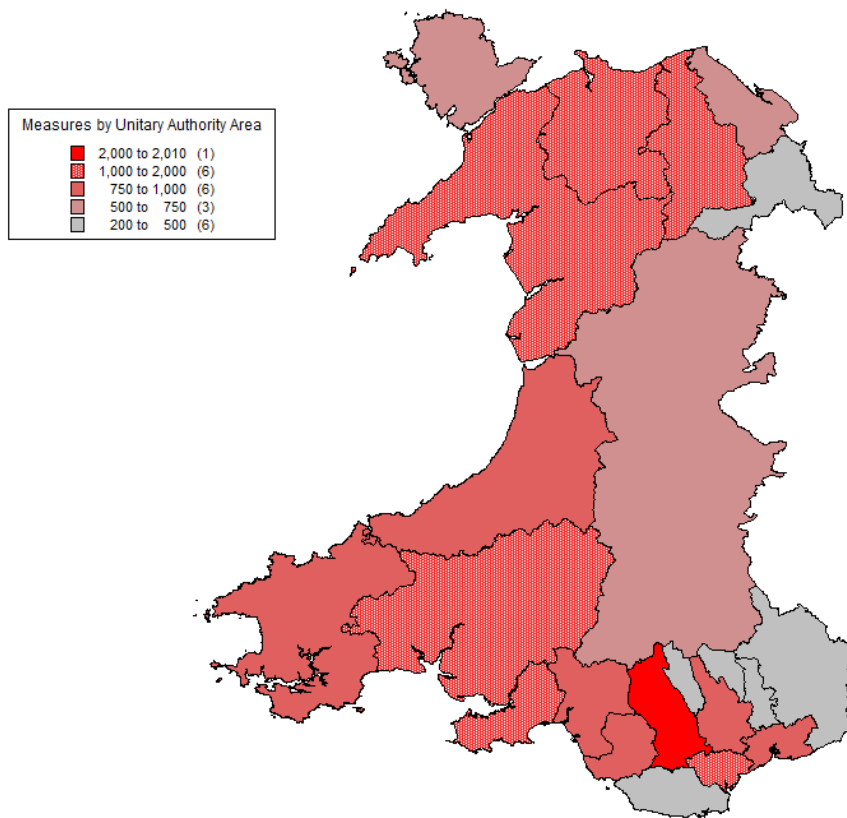 Measures by Unitary Authority Area
2,000 to 2,010 (1)
1,000 to 2,000 (6)
750 to 1,000 (6)
500 to 750 (3)
200 to 500 (6)